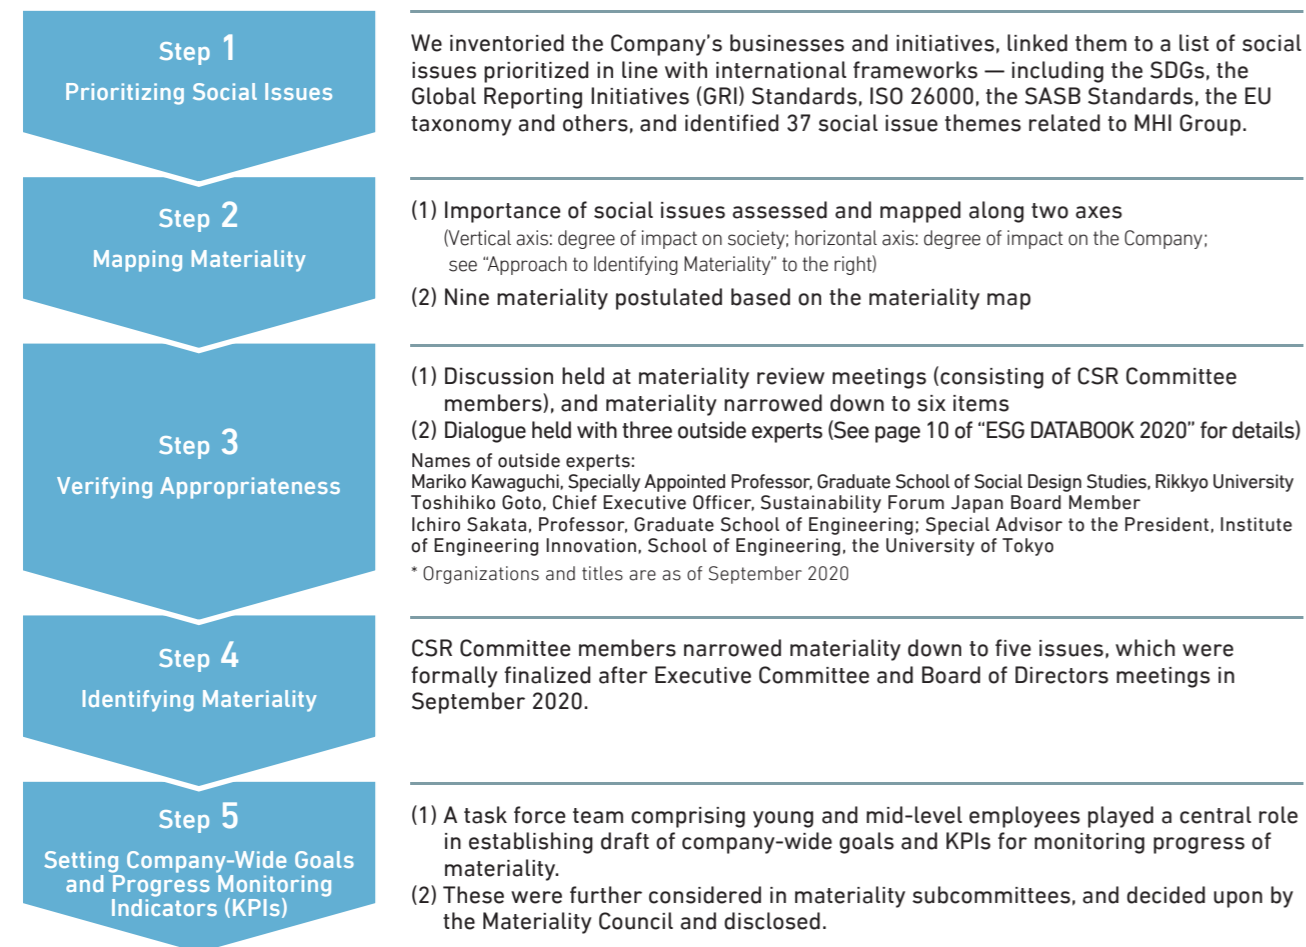 Step 1
Prioritizing Social Issues
We inventoried the Company's businesses and initiatives, linked them to a list of social
issues prioritized in line with international frameworks — including the SDGs, the
Global Reporting Initiatives (GRI) Standards, ISO 26000, the SASB Standards, the EU
taxonomy and others, and identified 37 social issue themes related to MHI Group.
Step 2
Mapping Materiality
(1) Importance of social issues assessed and mapped along two axes
(Vertical axis: degree of impact on society; horizontal axis: degree of impact on the Company;
see “Approach to Identifying Materiality” to the right)
(2) Nine materiality postulated based on the materiality map
Step 3
Verifying Appropriateness
(1) Discussion held at materiality review meetings (consisting of CSR Committee
members), and materiality narrowed down to six items
(2) Dialogue held with three outside experts (See page 10 of “ESG DATABOOK 2020” for details)
Names of outside experts:
Mariko Kawaguchi, Specially Appointed Professor, Graduate School of Social Design Studies, Rikkyo University
Toshihiko Goto, Chief Executive Officer, Sustainability Forum Japan Board Member
Ichiro Sakata, Professor, Graduate School of Engineering; Special Advisor to the President, Institute
of Engineering Innovation, School of Engineering, the University of Tokyo
* Organizations and titles are as of September 2020
Step 4
Identifying Materiality
CSR Committee members narrowed materiality down to five issues, which were
formally finalized after Executive Committee and Board of Directors meetings in
September 2020.
Step 5
Setting Company-Wide Goals
and Progress Monitoring
Indicators (KPIs)
(1) A task force team comprising young and mid-level employees played a central role
in establishing draft of company-wide goals and KPIs for monitoring progress of
materiality.
(2) These were further considered in materiality subcommittees, and decided upon by
the Materiality Council and disclosed.